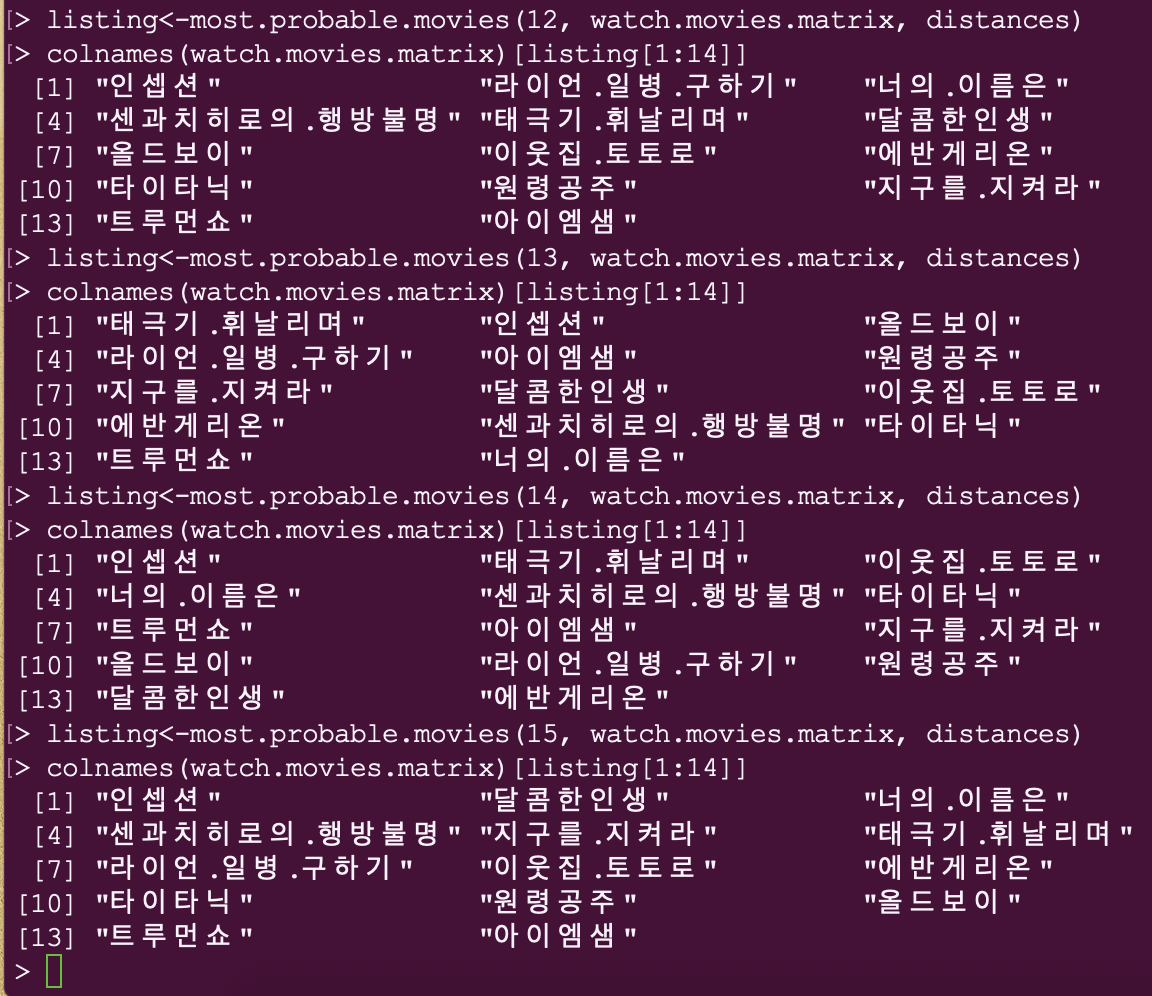 [> listing<-most.probable.movies(12, watch.movies.matrix, distances)
[> colnames(watch.movies.matrix)[listing[1:14]]
[1] "인셉션" "라이언.일병.구하기" "너의.이름은"
[4] "센과치히로의.행방불명" "태극기.휘날리며" "달콤한인생"
[7] "올드보이" "이웃집.토토로" "에반게리온"
[10] "타이타닉" "원령공주" "지구를.지켜라"
[13] "트루먼쇼" "아이엠샘"
[> listing<-most.probable.movies(13, watch.movies.matrix, distances)
[> colnames(watch.movies.matrix)[listing[1:14]]
[1] "태극기.휘날리며" "인셉션" "올드보이"
[4] "라이언.일병.구하기" "아이엠샘" "원령공주"
[7] "지구를.지켜라" "달콤한인생" "이웃집.토토로"
[10] "에반게리온" "센과치히로의.행방불명" "타이타닉"
[13] "트루먼쇼" "너의.이름은"
[> listing<-most.probable.movies(14, watch.movies.matrix, distances)
[> colnames(watch.movies.matrix)[listing[1:14]]
[1] "인셉션" "태극기.휘날리며" "이웃집.토토로"
[4] "너의.이름은" "센과치히로의.행방불명" "타이타닉"
[7] "트루먼쇼" "아이엠샘" "지구를.지켜라"
[10] "올드보이" "라이언.일병.구하기" "원령공주"
[13] "달콤한인생" "에반게리온"
[> listing<-most.probable.movies(15, watch.movies.matrix, distances)
[> colnames(watch.movies.matrix)[listing[1:14]]
[1] "인셉션" "달콤한인생" "너의.이름은"
[4] "센과치히로의.행방불명" "지구를.지켜라" "태극기.휘날리며"
[7] "라이언.일병.구하기" "이웃집.토토로" "에반게리온"
[10] "타이타닉" "원령공주" "올드보이"
[13] "트루먼쇼" "아이엠샘"
>